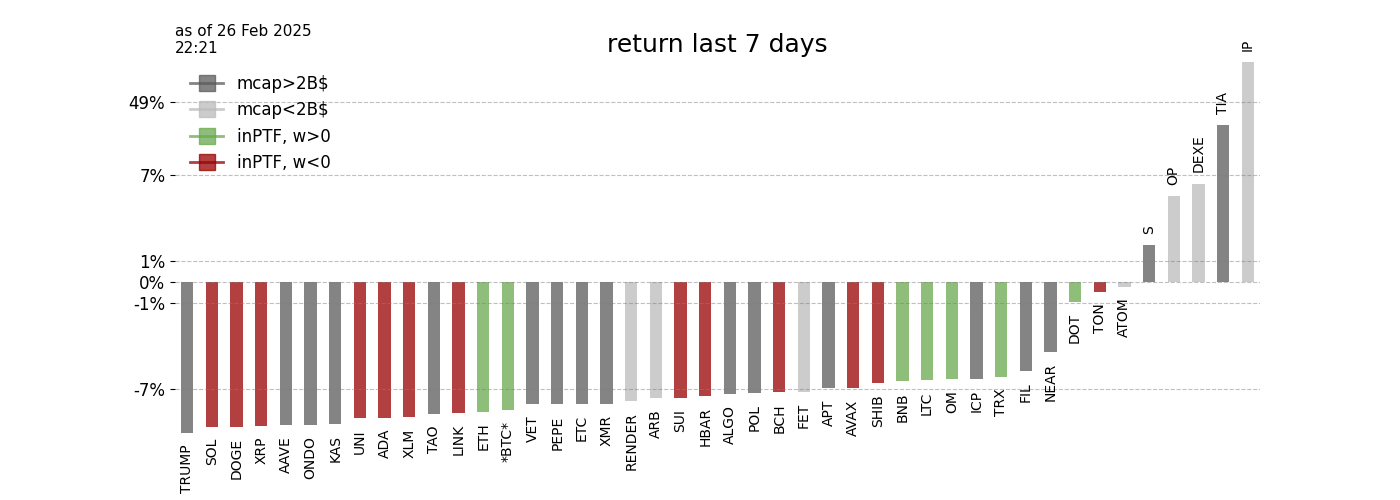 as of 26 Feb 2025
22:21
return last 7 days
mcap>2B$
mcap<2B$
inPTF, w>0
inPTF, w<0
49%
7%
1%
0%
-1%
-7%
TRUMP
SOL
DOGE
XRP
AAVE
ONDO
KAS
UNI
ADA
XLM
TAO
LINK
ETH
*BTC*
VET
PEPE
ETC
XMR
RENDER
ARB
SUI
HBAR
ALGO
POL
BCH
FET
APT
AVAX
SHIB
BNB
LTC
OM
ICP
TRX
FIL
NEAR
DOT
TON
ATOM
S
OP
DEXE
TIA
IP